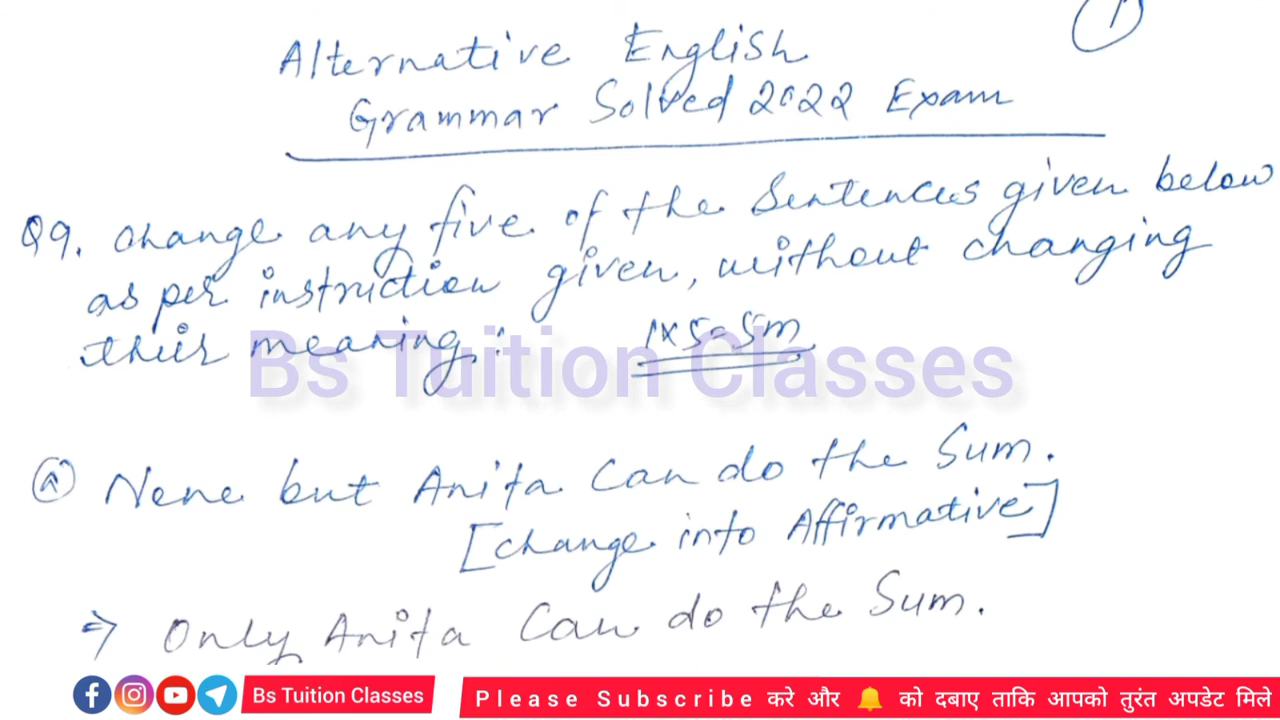 1
Alternative English
Grammar Solved 2022 Exam
Q9. Change any five of the Sentences given below
as per instruction given, without changing
their meaning:
1x5=5m
Bs Tuition Classes
(a) None but Anita Can do the Sum.
[Change into Affirmative]
⇒ Only Anita Can do the Sum.
Bs Tuition Classes
Please Subscribe करे और 🔔 को दबाए ताकि आपको तुरंत अपडेट मिले